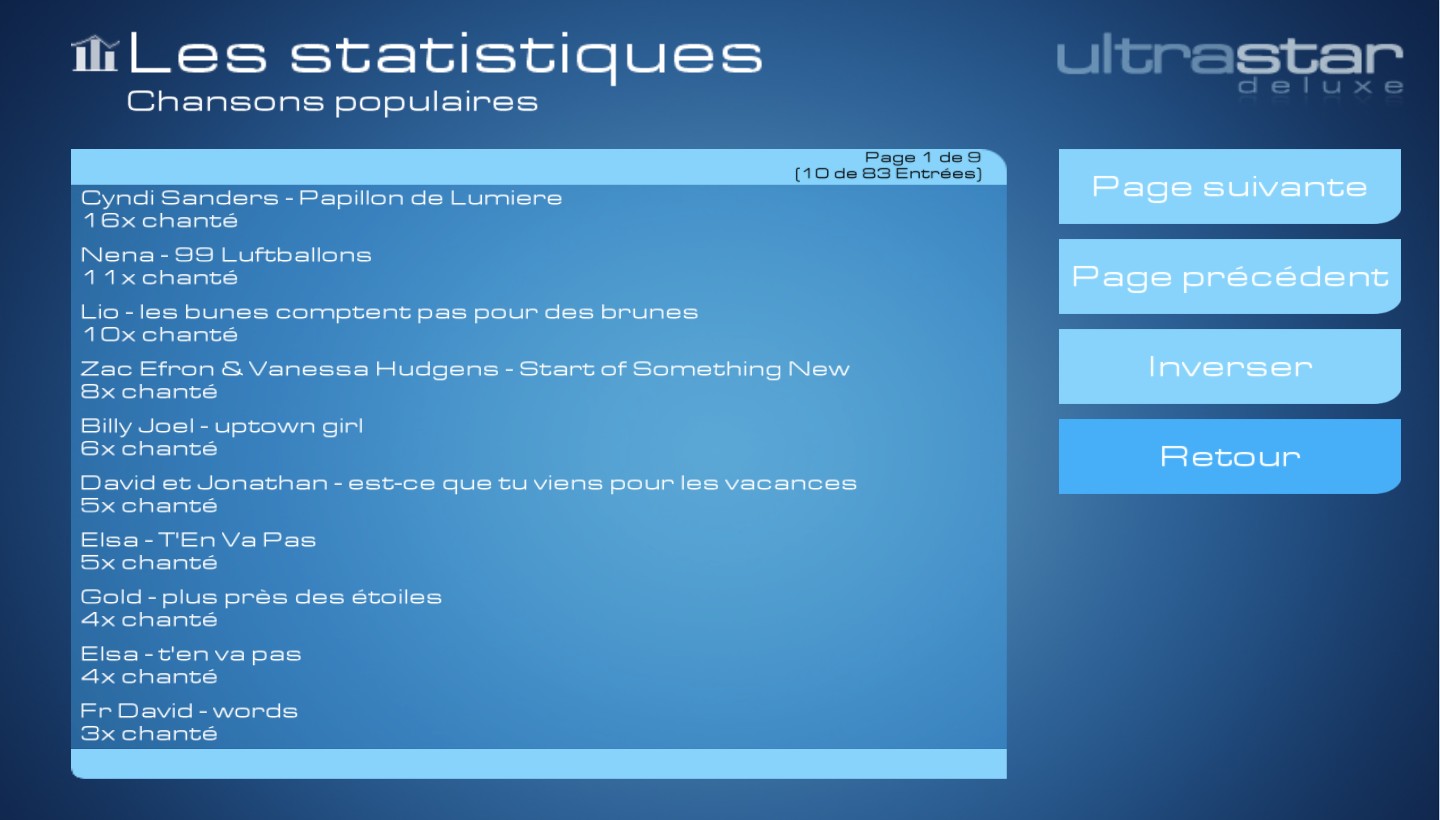 Les statistiques
Chansons populaires
ultrastar
deluxe
Page 1 de 9
(10 de 83 Entrées)
Cyndi Sanders - Papillon de Lumiere
16x chanté
Nena - 99 Luftballons
11x chanté
Lio - les bunes comptent pas pour des brunes
10x chanté
Zac Efron & Vanessa Hudgens - Start of Something New
8x chanté
Billy Joel - uptown girl
6x chanté
David et Jonathan - est-ce que tu viens pour les vacances
5x chanté
Elsa - T'En Va Pas
5x chanté
Gold - plus près des étoiles
4x chanté
Elsa - t'en va pas
4x chanté
Fr David - words
3x chanté
Page suivante
Page précédent
Inverser
Retour